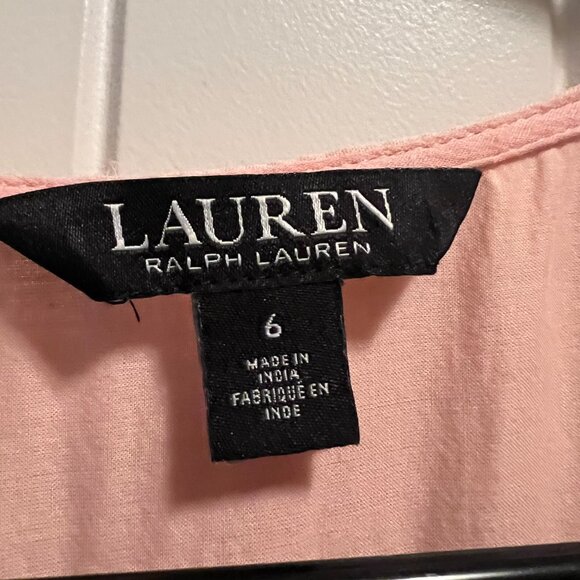 LAUREN
RALPH LAUREN
6
MADE IN
INDIA
FABRIQUÉ EN
INDE